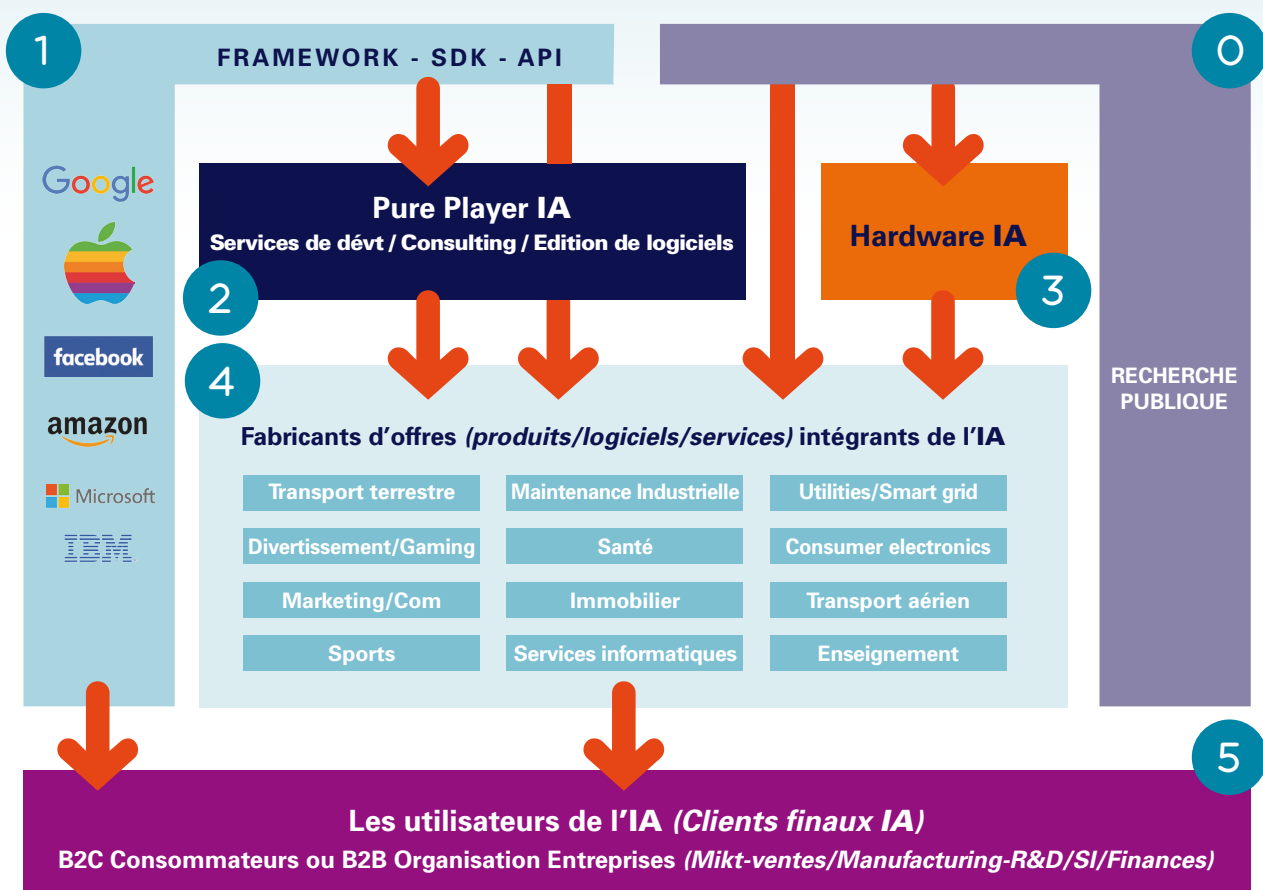 1
FRAMEWORK - SDK - API
0
Google
facebook
amazon
Microsoft
IBM
Pure Player IA
Services de dévt / Consulting / Edition de logiciels
2
Hardware IA
3
RECHERCHE
PUBLIQUE
4
Fabricants d'offres (produits/logiciels/services) intégrants de l'IA
Transport terrestre
Maintenance Industrielle
Utilities/Smart grid
Divertissement/Gaming
Santé
Consumer electronics
Marketing/Com
Immobilier
Transport aérien
Sports
Services informatiques
Enseignement
5
Les utilisateurs de l'IA (Clients finaux IA)
B2C Consommateurs ou B2B Organisation Entreprises (Mikt-ventes/Manufacturing-R&D/SI/Finances)